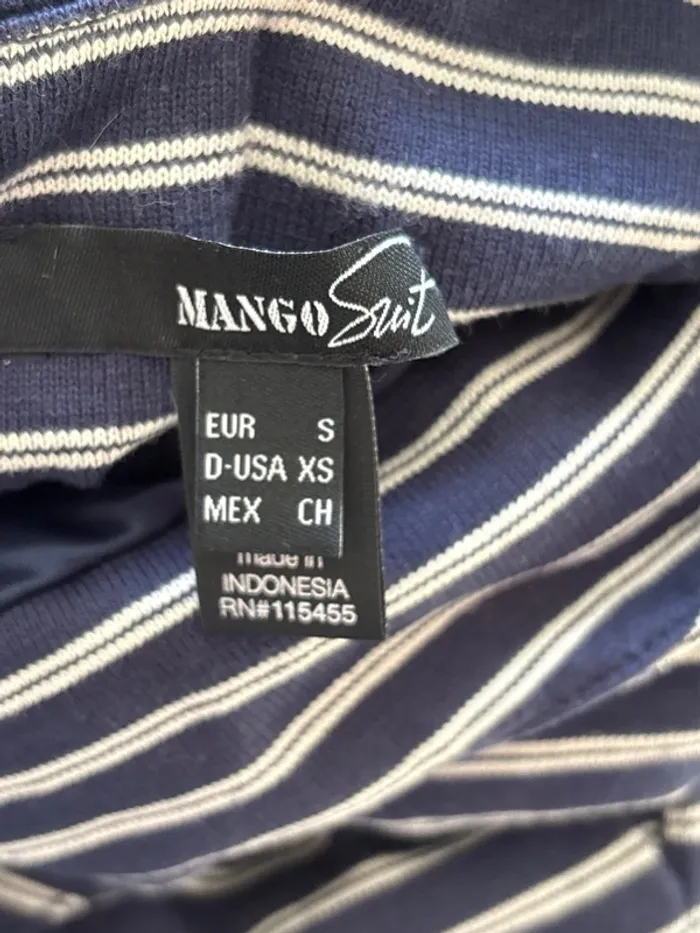 MANGO Suit
EUR S
D-USA XS
MEX CH
made in
INDONESIA
RN#115455